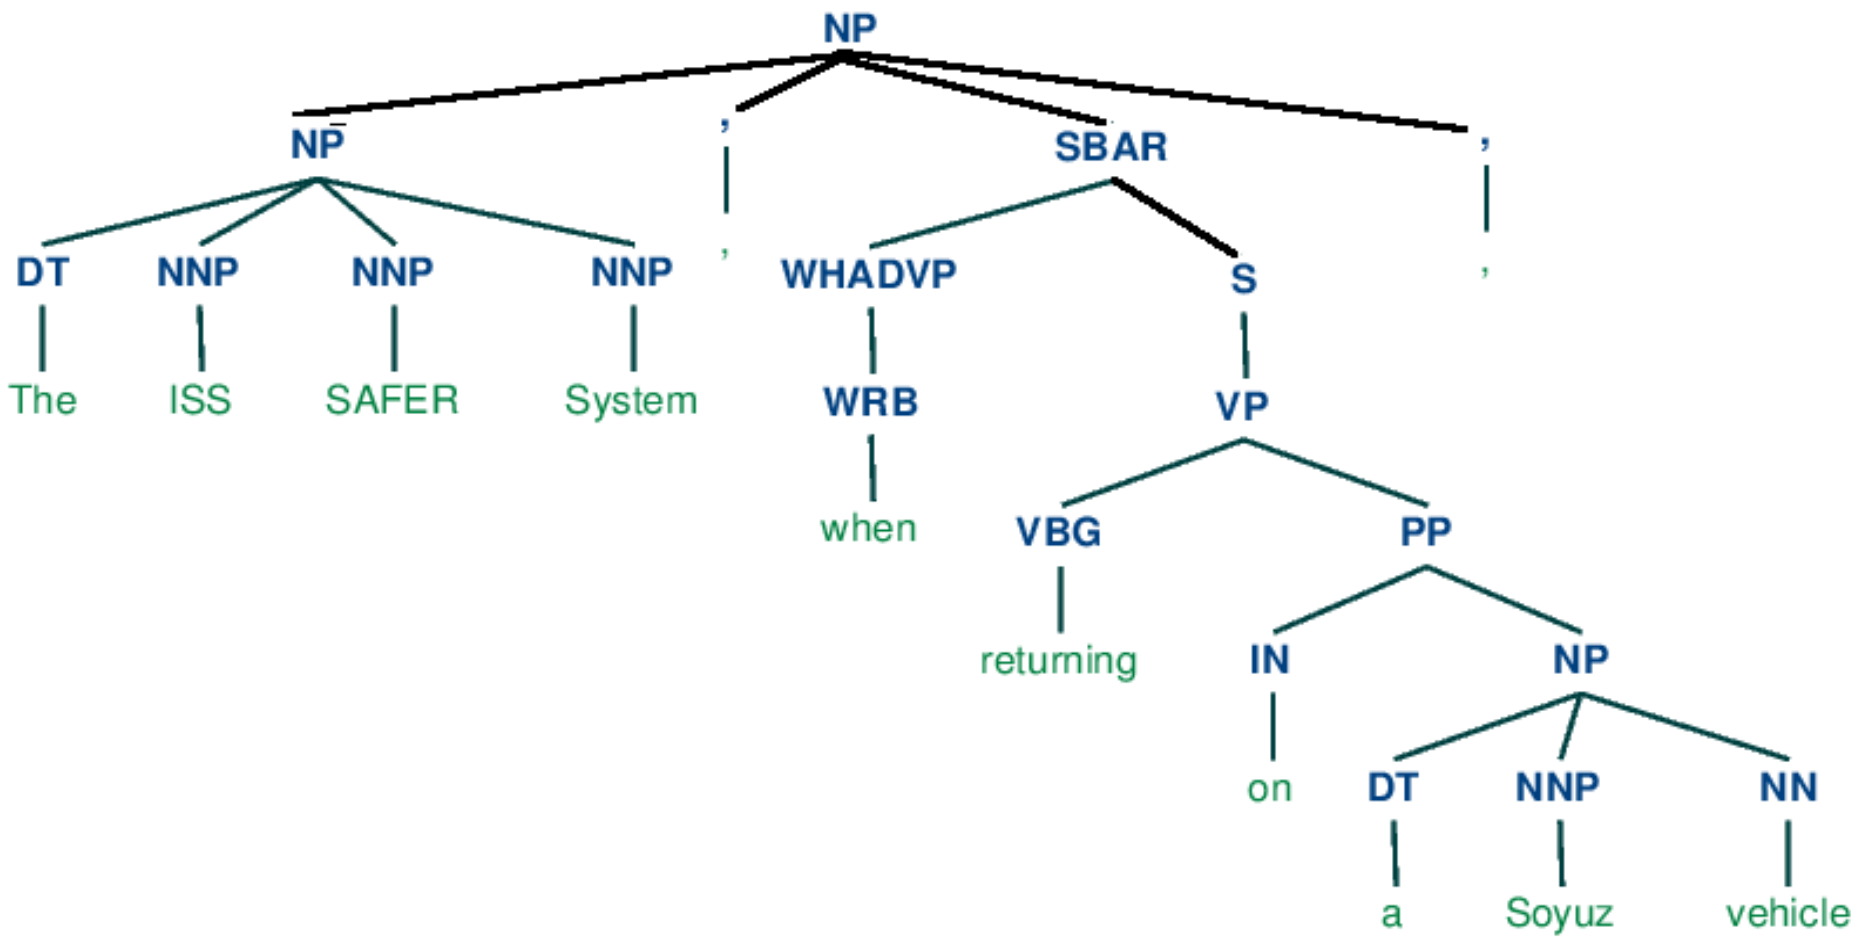 NP
NP , SBAR ,
DT NNP NNP NNP , WHADVP S ,
The ISS SAFER System WRB VP
when VBG PP
returning IN NP
on DT NNP NN
a Soyuz vehicle